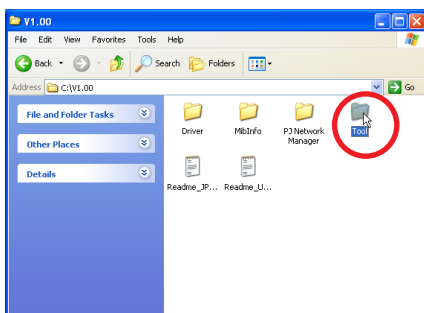 V1.00
File Edit View Favorites Tools Help
Back Search Folders
Address C:\V1.00 Go
File and Folder Tasks
Other Places
Details
Driver MibInfo PJ Network Manager Tool
Readme_JP... Readme_U...